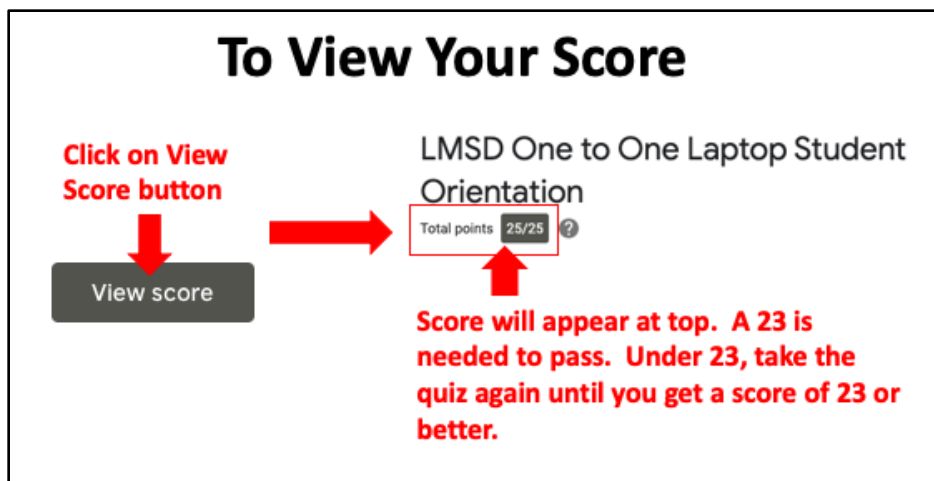 To View Your Score
Click on View
Score button
View score
LMSD One to One Laptop Student
Orientation
Total points 25/25 ?
Score will appear at top. A 23 is
needed to pass. Under 23, take the
quiz again until you get a score of 23 or
better.